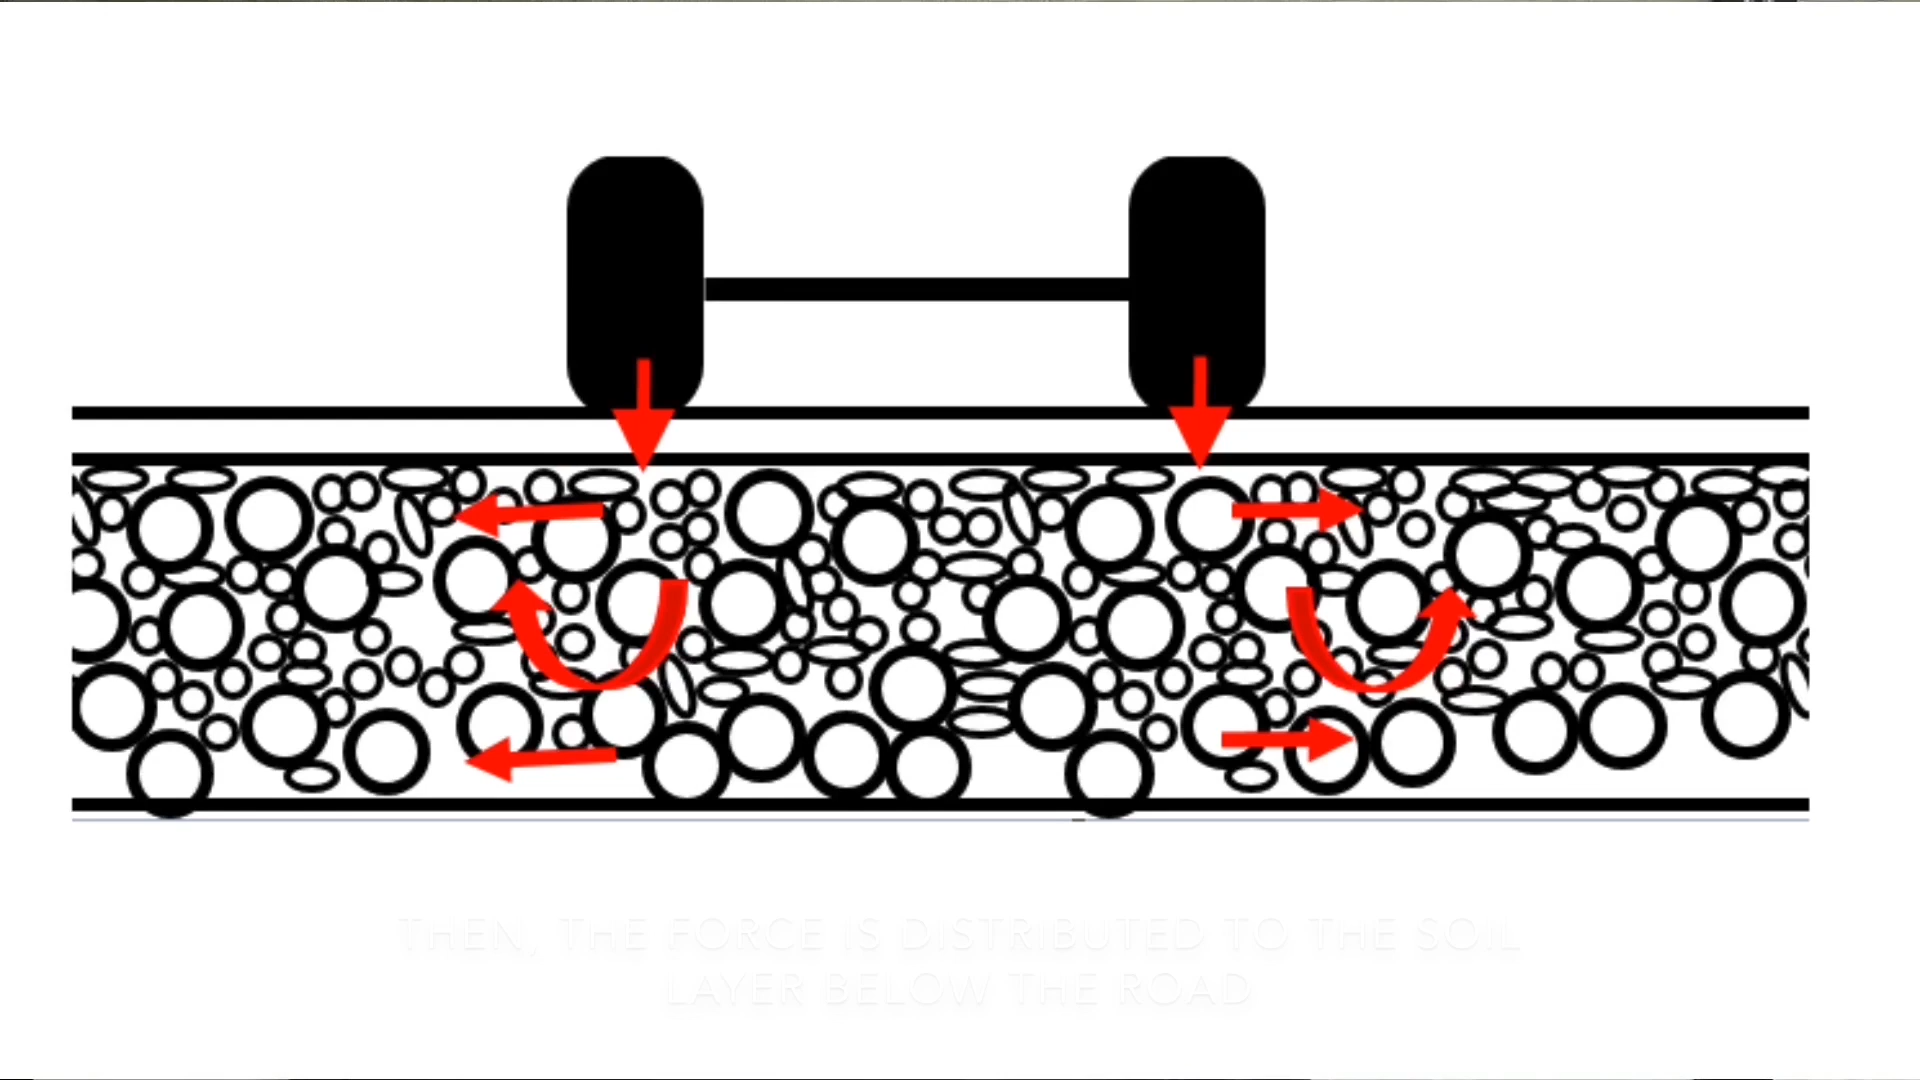 THEN, THE FORCE IS DISTRIBUTED TO THE SOIL
LAYER BELOW THE ROAD